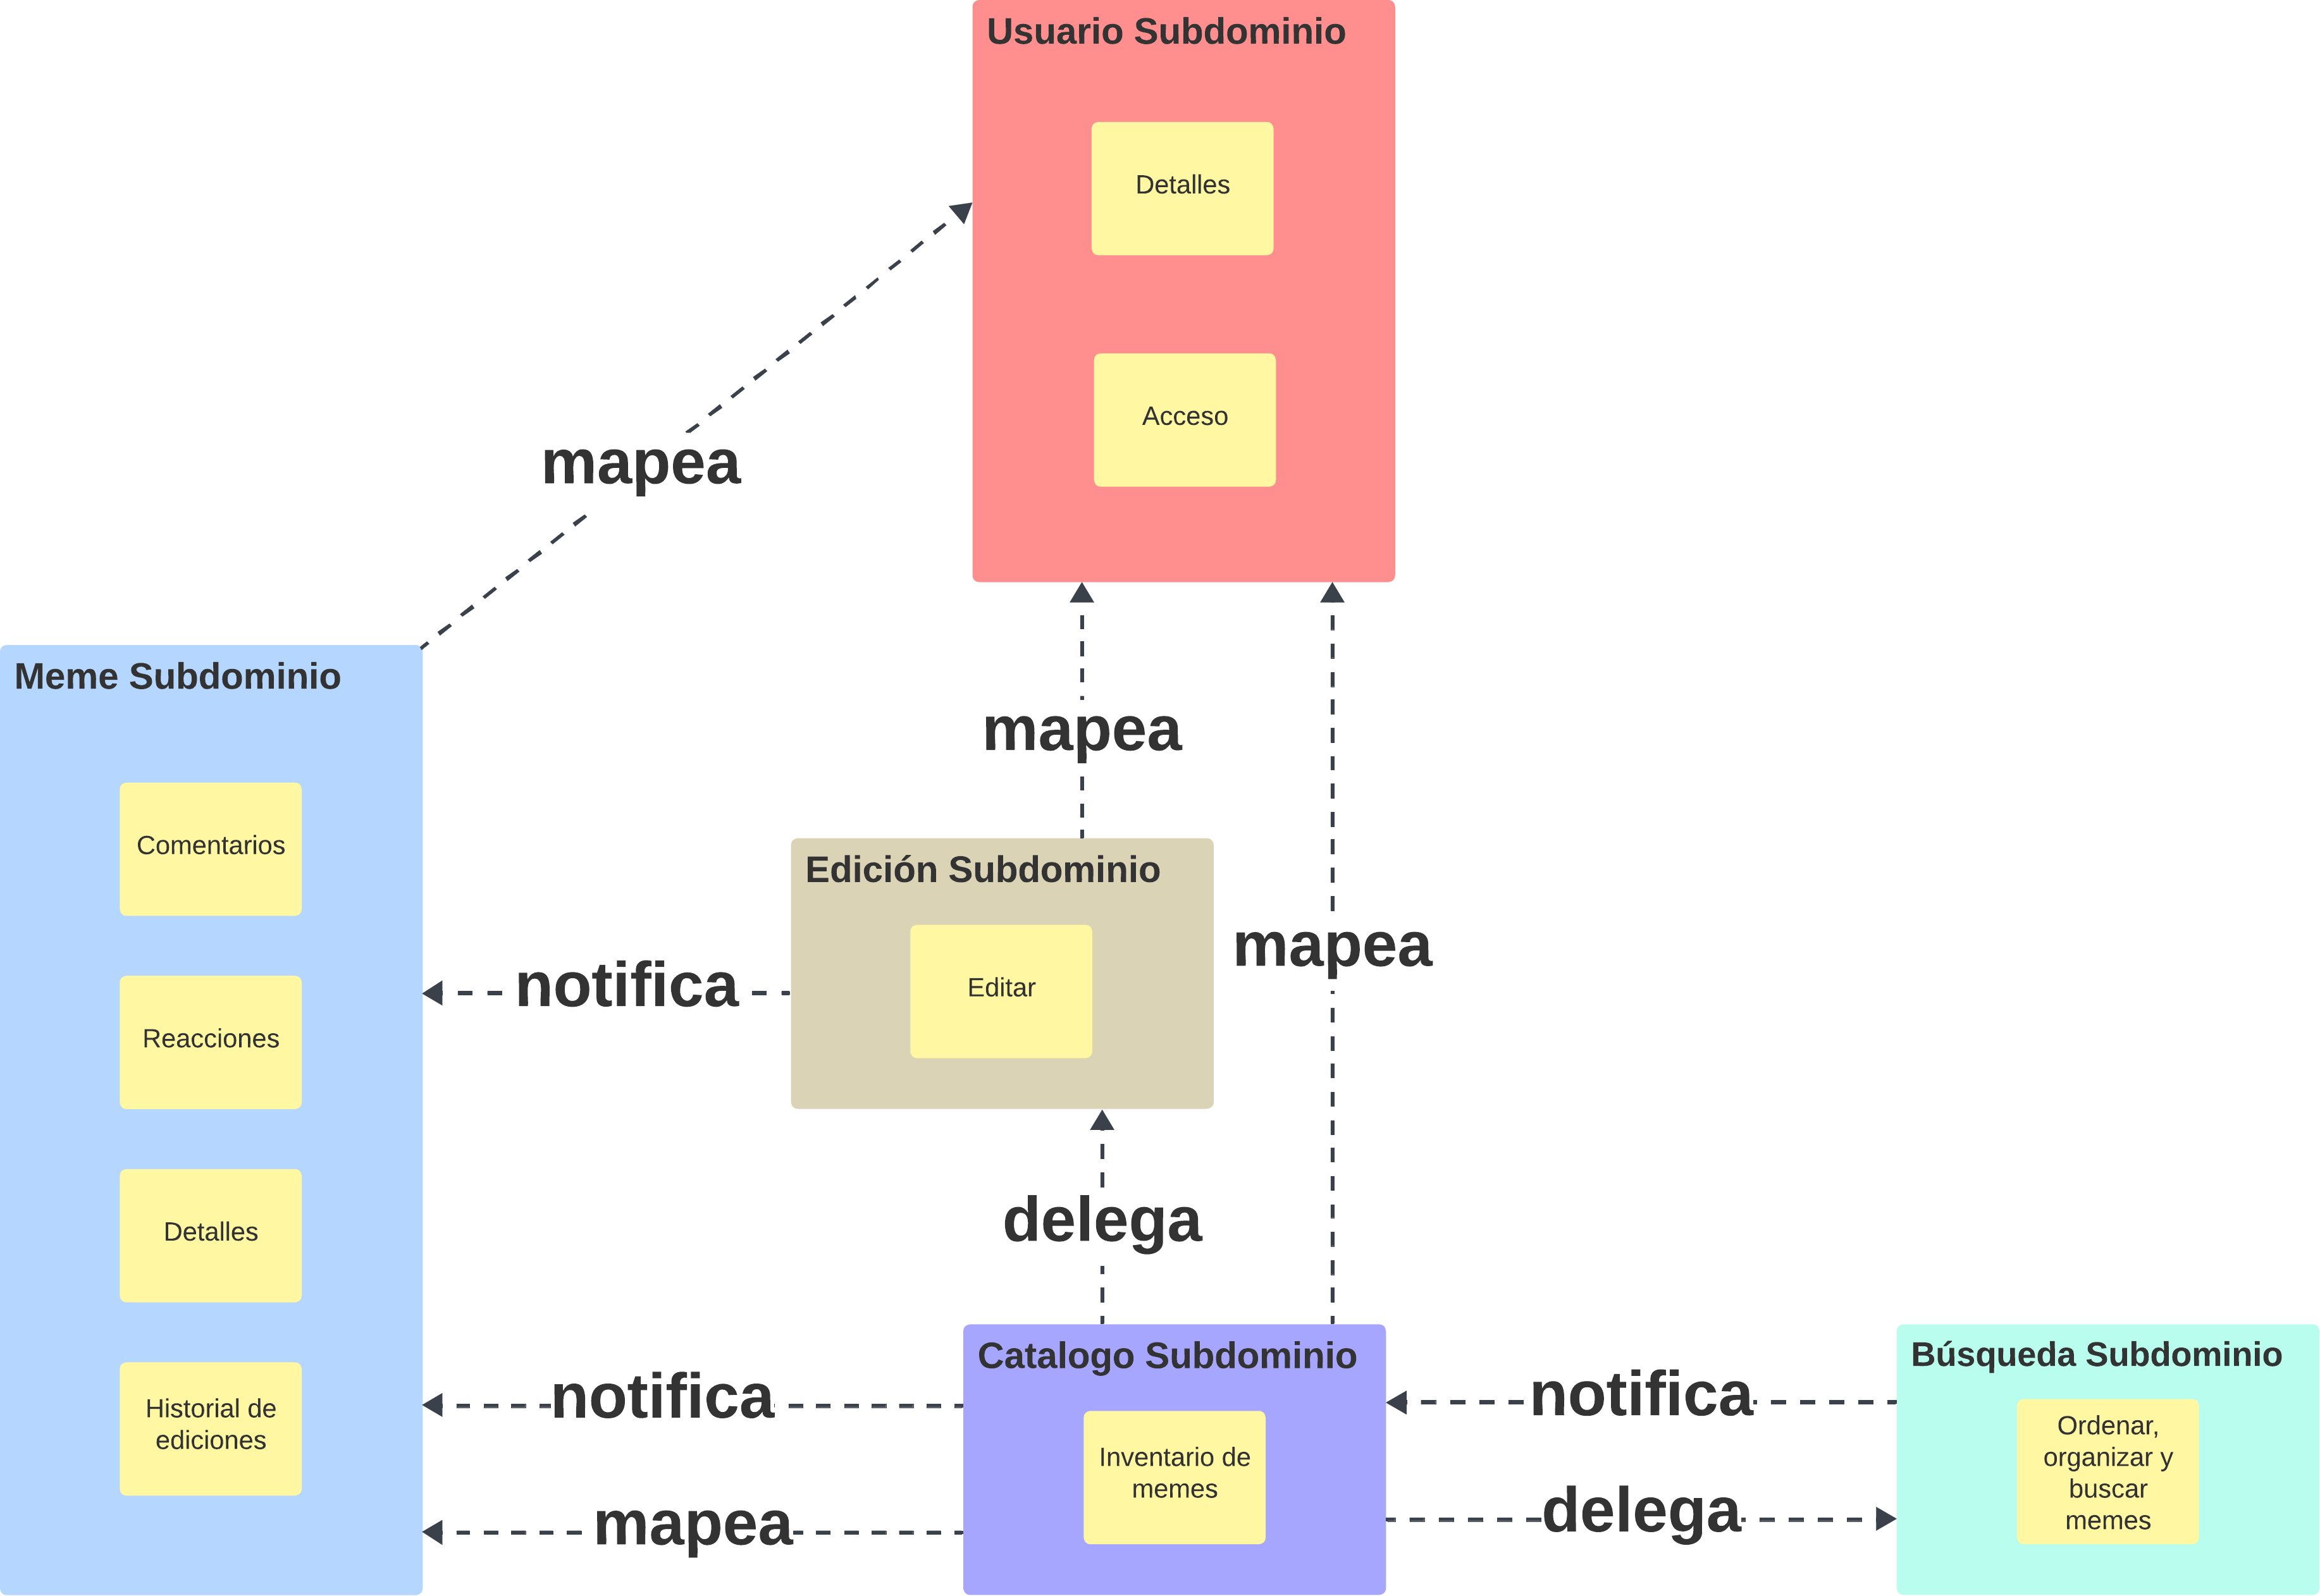 Usuario Subdominio
Detalles
Acceso
mapea
Meme Subdominio
Comentarios
Reacciones
Detalles
Historial de
ediciones
mapea
Edición Subdominio
Editar
mapea
notifica
delega
Catalogo Subdominio
Inventario de
memes
notifica
mapea
notifica
delega
Búsqueda Subdominio
Ordenar,
organizar y
buscar
memes